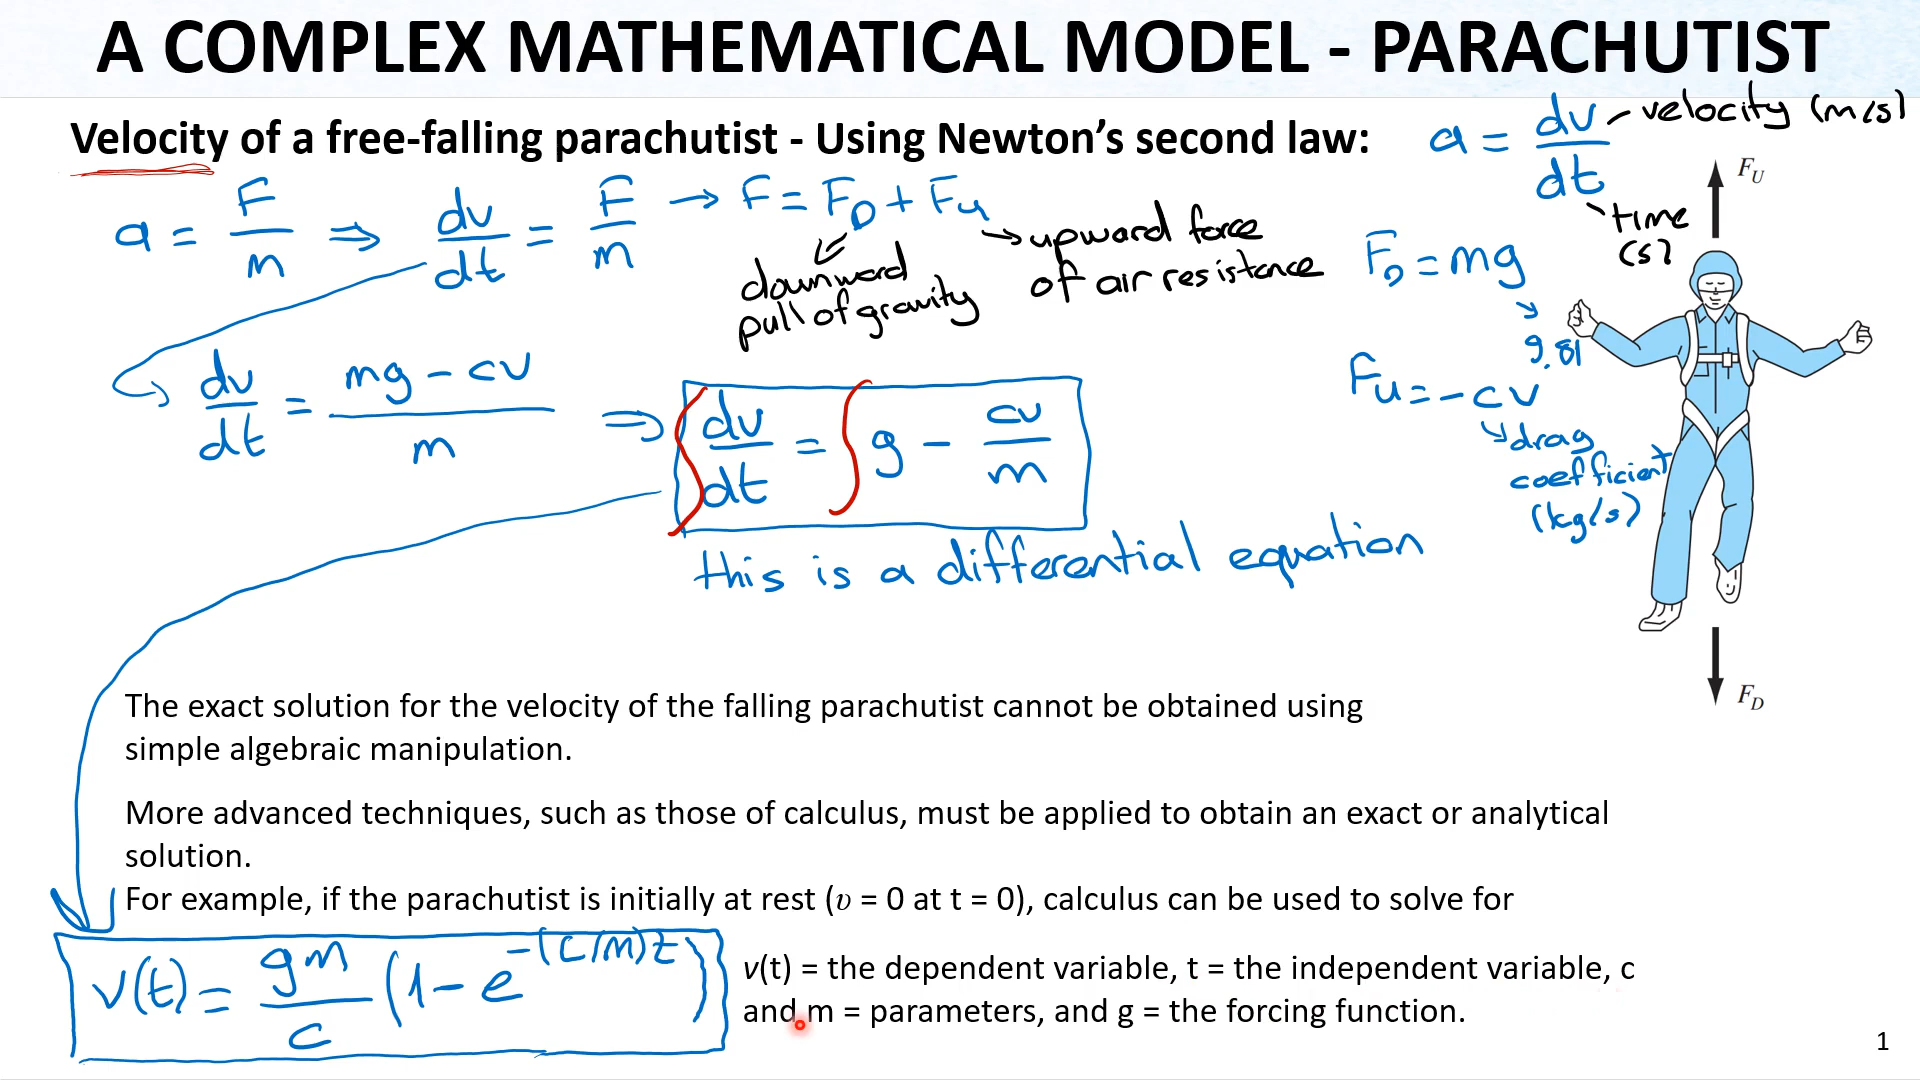 A COMPLEX MATHEMATICAL MODEL - PARACHUTIST
Velocity of a free-falling parachutist - Using Newton's second law:
a = dv/dt
velocity (m/s)
time (s)
a = F/m ⇒ dv/dt = F/m → F = F_D + F_U
downward
pull of gravity
upward force
of air resistance
F_D = mg
9.81
F_U = -cv
drag
coefficient
(kg/s)
F_U
dv/dt = (mg - cv)/m ⇒ ∫ dv/dt = ∫ g - cv/m
this is a differential equation
F_D
The exact solution for the velocity of the falling parachutist cannot be obtained using
simple algebraic manipulation.
More advanced techniques, such as those of calculus, must be applied to obtain an exact or analytical
solution.
For example, if the parachutist is initially at rest (υ = 0 at t = 0), calculus can be used to solve for
v(t) = gm/c (1 - e^-(c/m)t)
v(t) = the dependent variable, t = the independent variable, c
and m = parameters, and g = the forcing function.
1